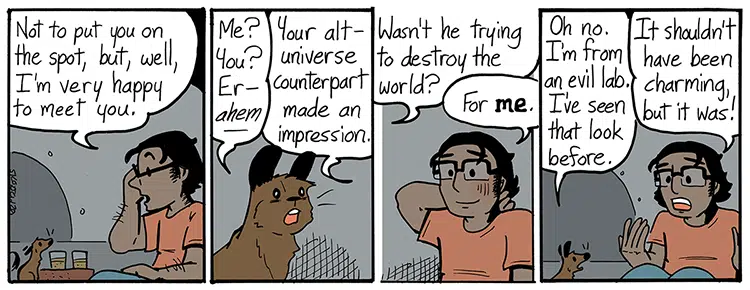 Not to put you on
the spot, but, well,
I'm very happy
to meet you.
Me?
You?
Er—
ahem
Your alt-
universe
counterpart
made an
impression.
Wasn't he trying
to destroy the
world?
For me.
Oh no.
I'm from
an evil lab.
I've seen
that look
before.
It shouldn't
have been
charming,
but it was!